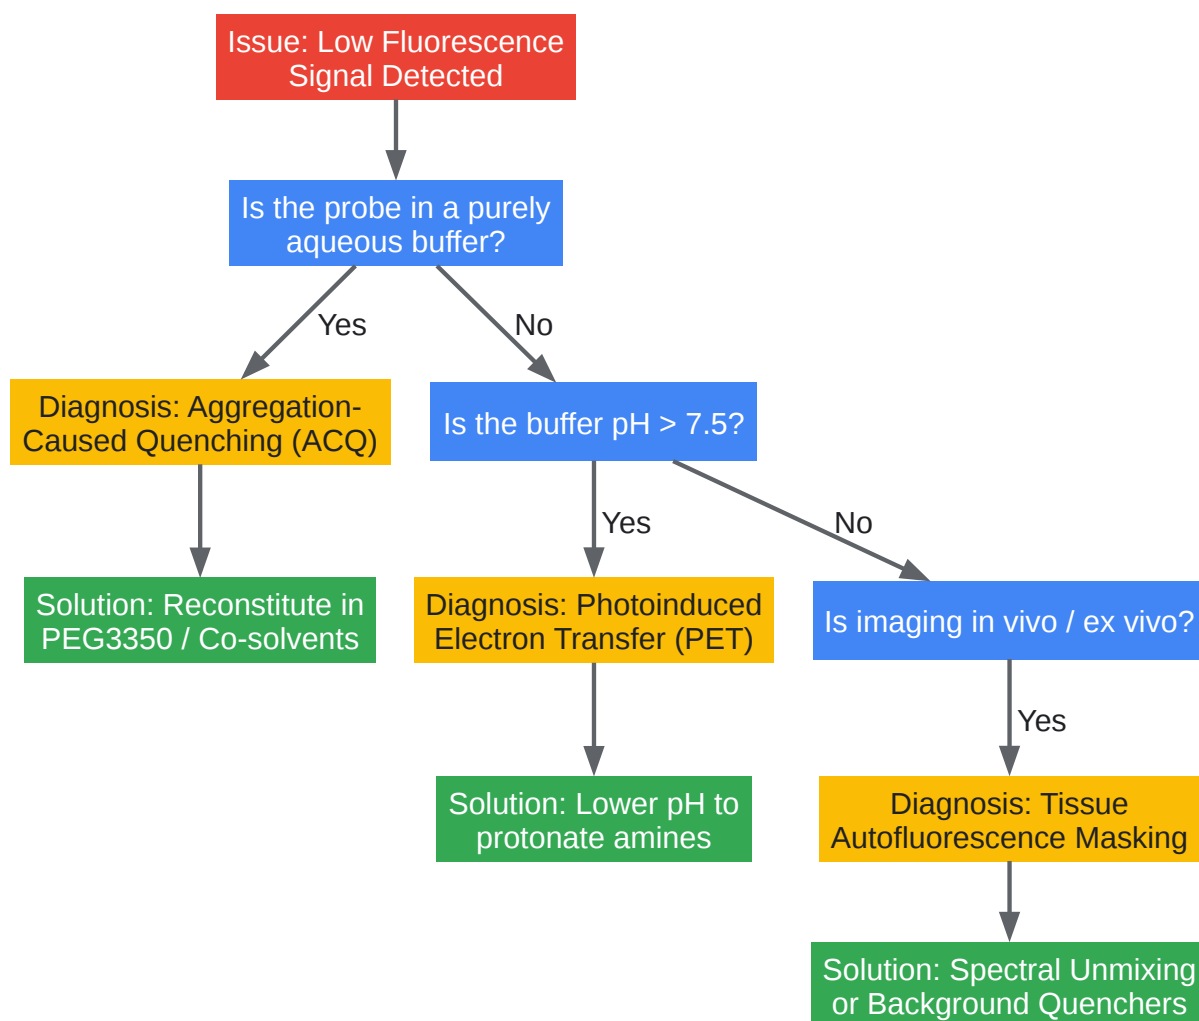 Issue: Low Fluorescence
Signal Detected
Is the probe in a purely
aqueous buffer?
Yes
No
Diagnosis: Aggregation-
Caused Quenching (ACQ)
Is the buffer pH > 7.5?
Yes
No
Solution: Reconstitute in
PEG3350 / Co-solvents
Diagnosis: Photoinduced
Electron Transfer (PET)
Is imaging in vivo / ex vivo?
Yes
Solution: Lower pH to
protonate amines
Diagnosis: Tissue
Autofluorescence Masking
Solution: Spectral Unmixing
or Background Quenchers